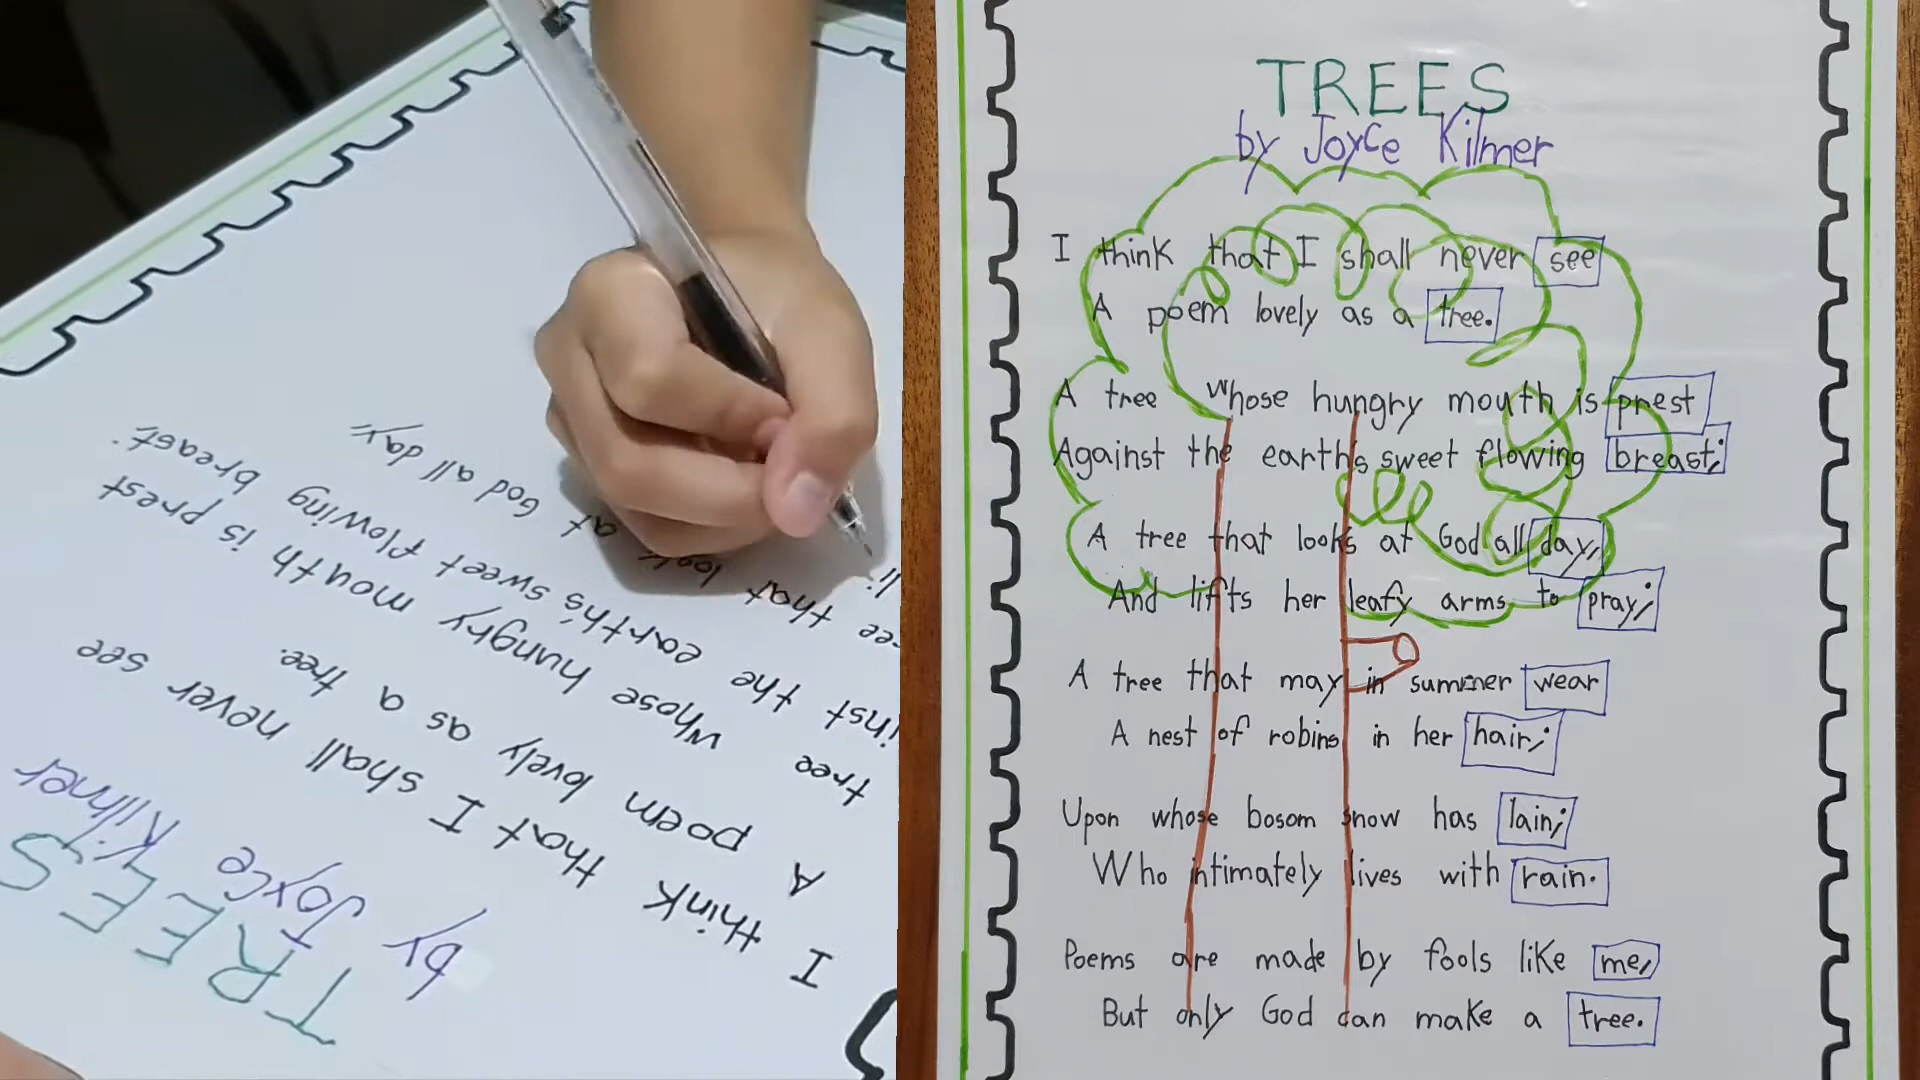 TREES
by Joyce Kilmer
I think that I shall never see
A poem lovely as a tree.
tree whose hungry mouth is prest
inst the earth's sweet flowing breast.
ee that look at God all day,
li
TREES
by Joyce Kilmer
I think that I shall never see
A poem lovely as a tree.
A tree whose hungry mouth is prest
Against the earth's sweet flowing breast;
A tree that looks at God all day,
And lifts her leafy arms to pray;
A tree that may in summer wear
A nest of robins in her hair;
Upon whose bosom snow has lain;
Who intimately lives with rain.
Poems are made by fools like me,
But only God can make a tree.